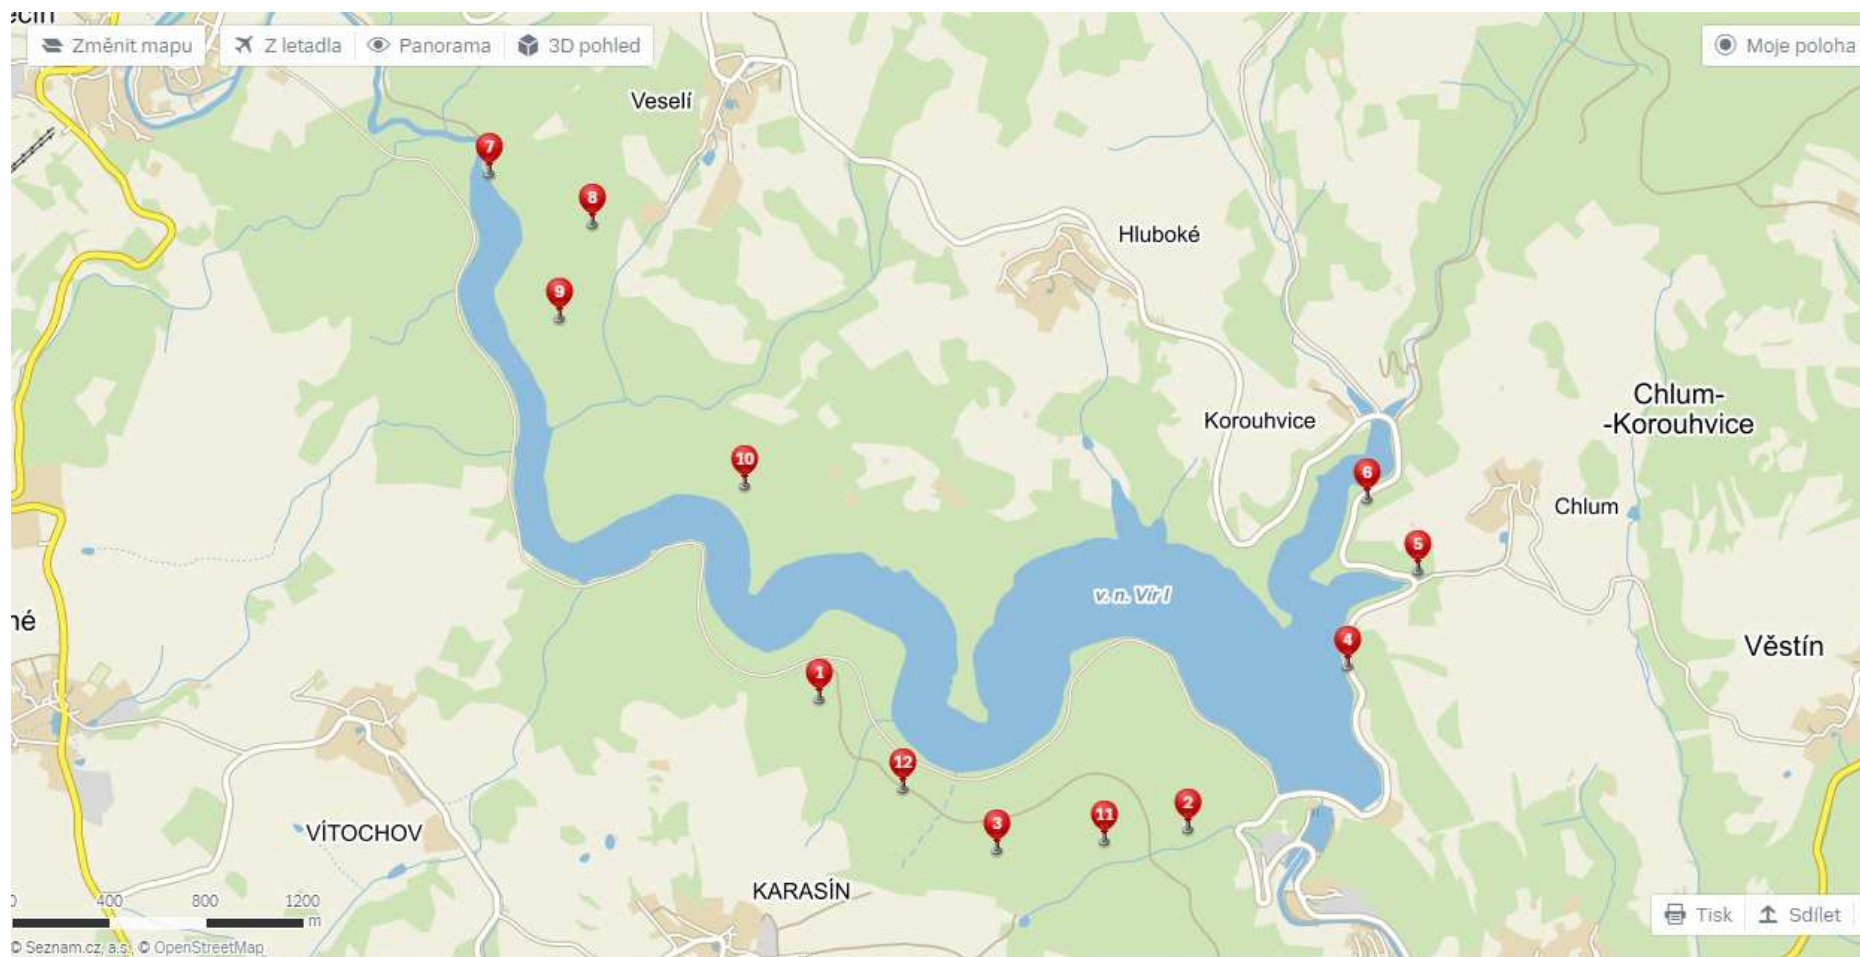 Změnit mapu
Z letadla
Panorama
3D pohled
Moje poloha
Veselí
7
8
Hluboké
9
Chlum-
-Korouhvice
Korouhvice
10
6
Chlum
5
v. n. Vír I
né
4
Věstín
1
12
2
11
3
VÍTOCHOV
KARASÍN
0 400 800 1200
m
Tisk
Sdílet
© Seznam.cz, a.s., © OpenStreetMap